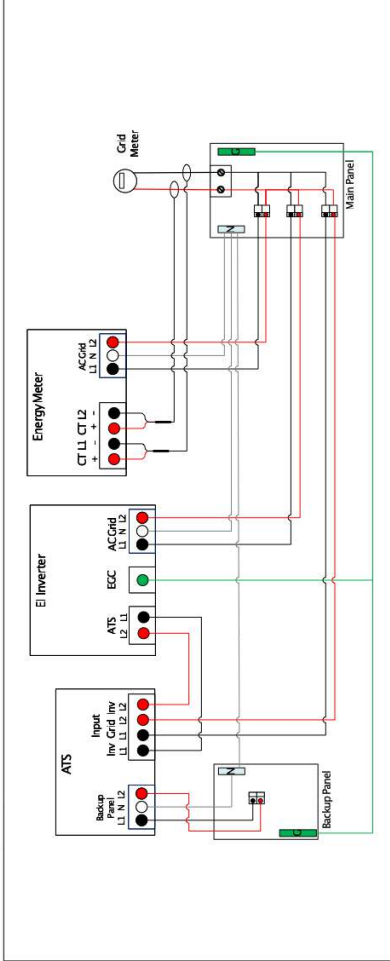 ATS
Backup
Panel
L1 N L2
Input
Inv Grid Inv
L1 L1 L2 L2
EI Inverter
ATS
L2 L1
EGC
AC Grid
L1 N L2
Energy Meter
CT L1 CT L2
+ - + -
AC Grid
L1 N L2
Grid
Meter
N
G
Backup Panel
N
G
Main Panel